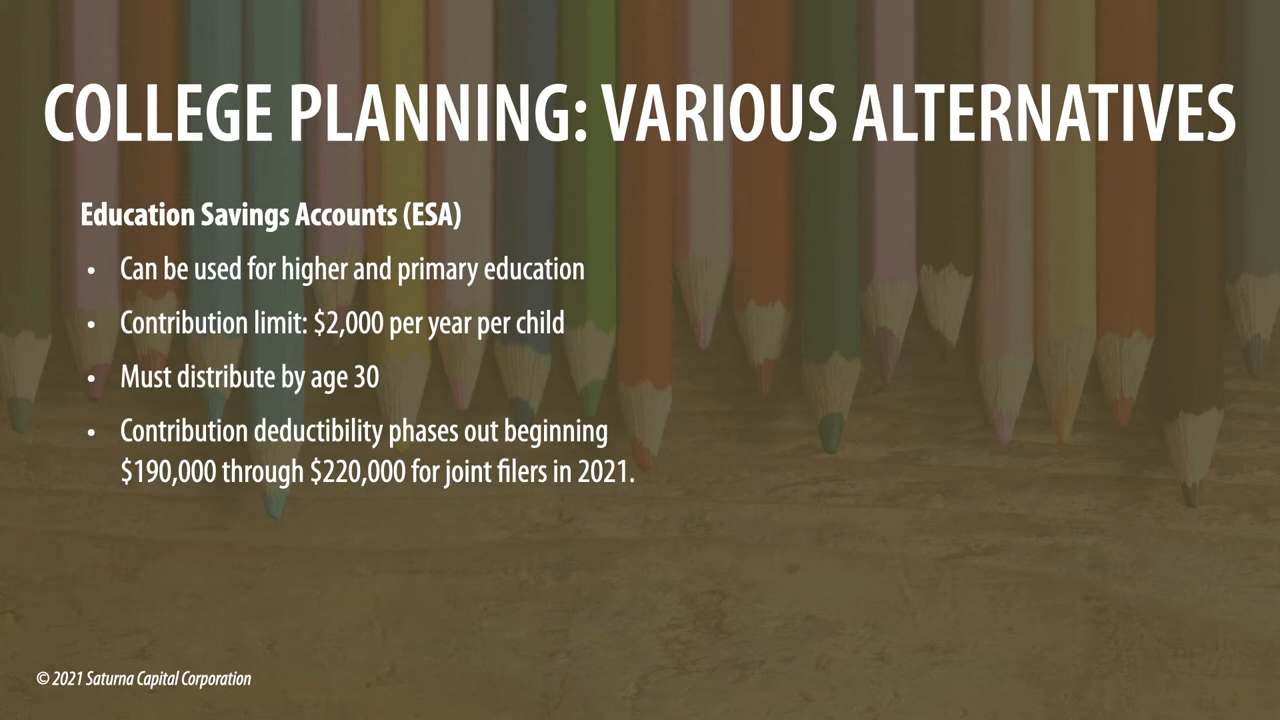 COLLEGE PLANNING: VARIOUS ALTERNATIVES
Education Savings Accounts (ESA)
• Can be used for higher and primary education
• Contribution limit: $2,000 per year per child
• Must distribute by age 30
• Contribution deductibility phases out beginning
$190,000 through $220,000 for joint filers in 2021.
© 2021 Saturna Capital Corporation